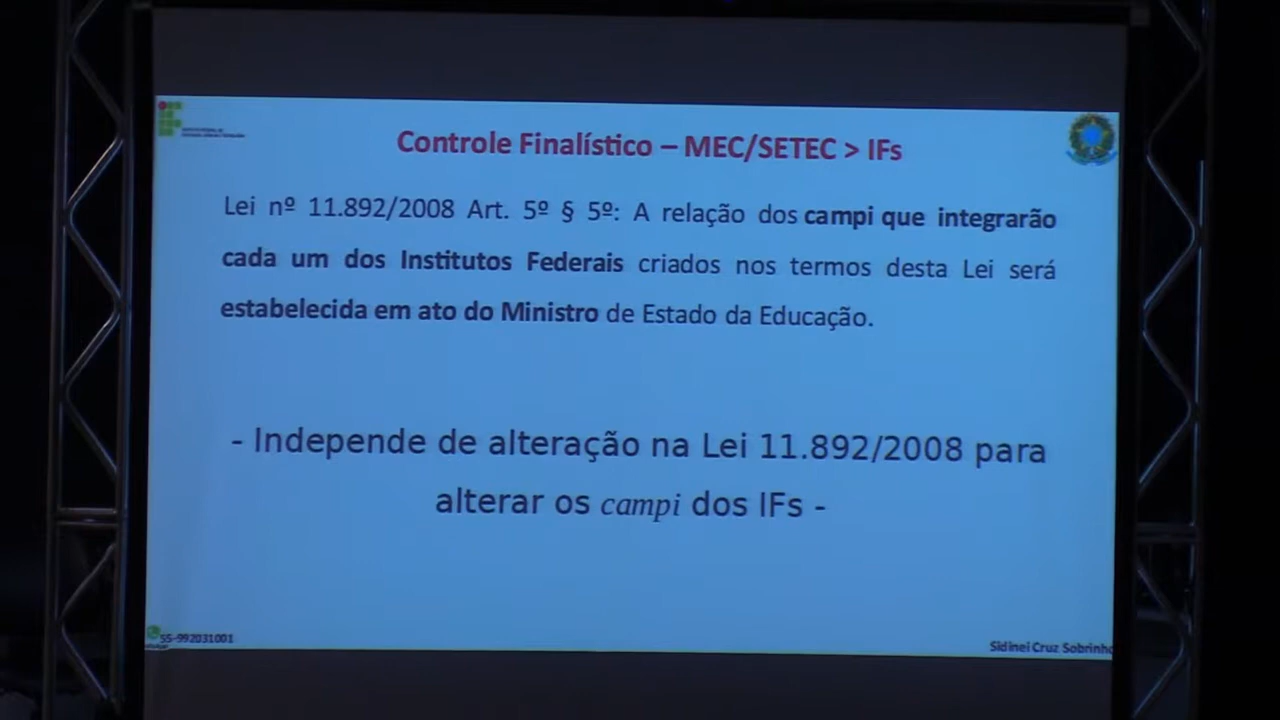 Controle Finalístico – MEC/SETEC > IFs
Lei nº 11.892/2008 Art. 5º § 5º: A relação dos campi que integrarão
cada um dos Institutos Federais criados nos termos desta Lei será
estabelecida em ato do Ministro de Estado da Educação.
- Independe de alteração na Lei 11.892/2008 para
alterar os campi dos IFs -
55-992031001
Sidinei Cruz Sobrinho